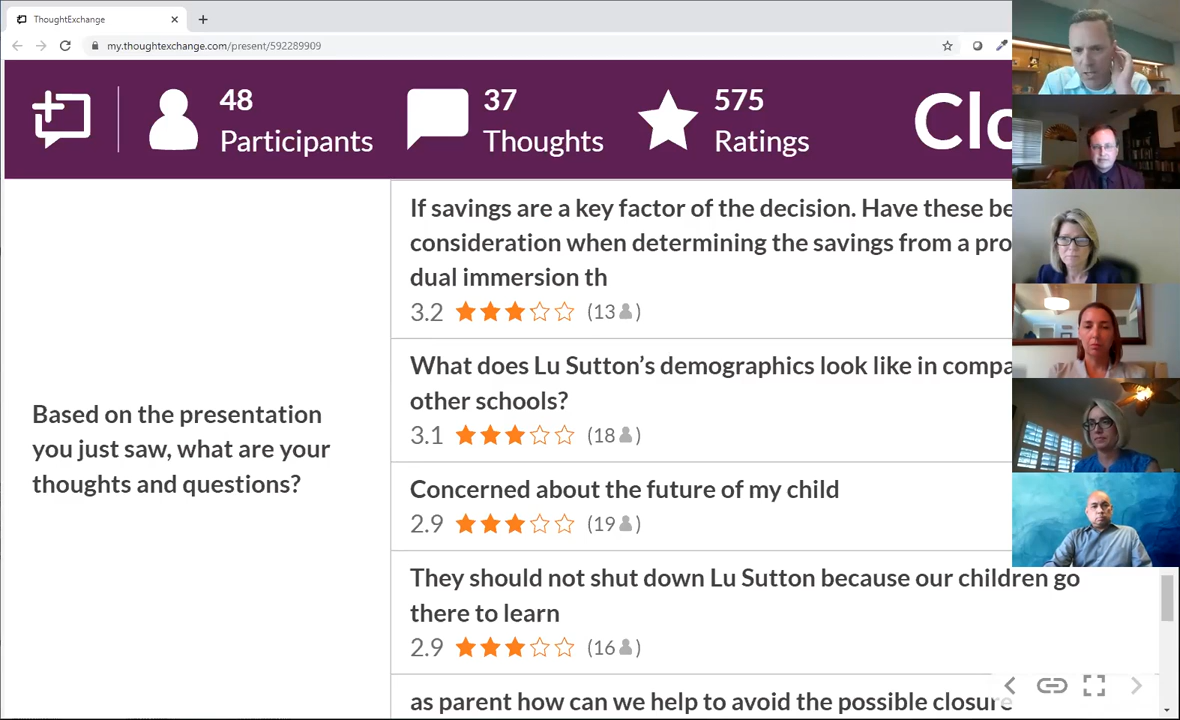 ThoughtExchange
my.thoughtexchange.com/present/592289909
48
Participants
37
Thoughts
575
Ratings
Clo
Based on the presentation
you just saw, what are your
thoughts and questions?
If savings are a key factor of the decision. Have these be
consideration when determining the savings from a pro
dual immersion th
3.2 (13)
What does Lu Sutton’s demographics look like in compa
other schools?
3.1 (18)
Concerned about the future of my child
2.9 (19)
They should not shut down Lu Sutton because our children go
there to learn
2.9 (16)
as parent how can we help to avoid the possible closure